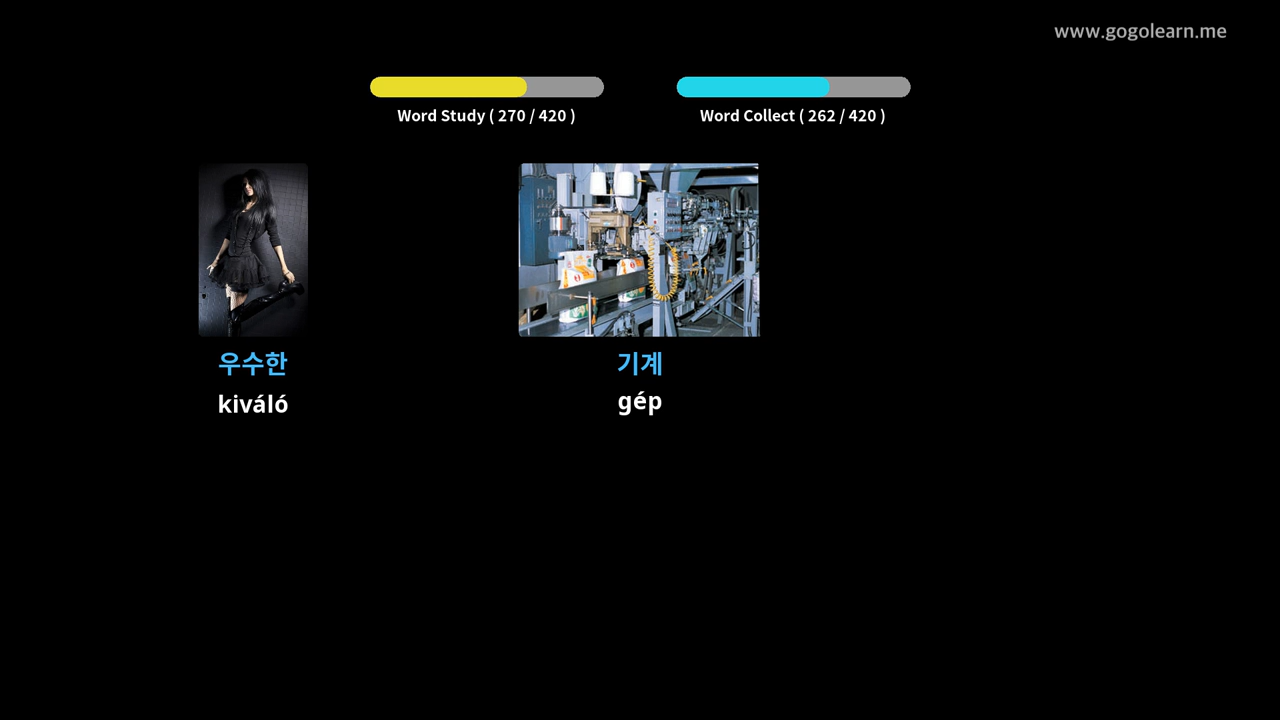 www.gogolearn.me
Word Study ( 270 / 420 )
Word Collect ( 262 / 420 )
우수한
kiváló
기계
gép